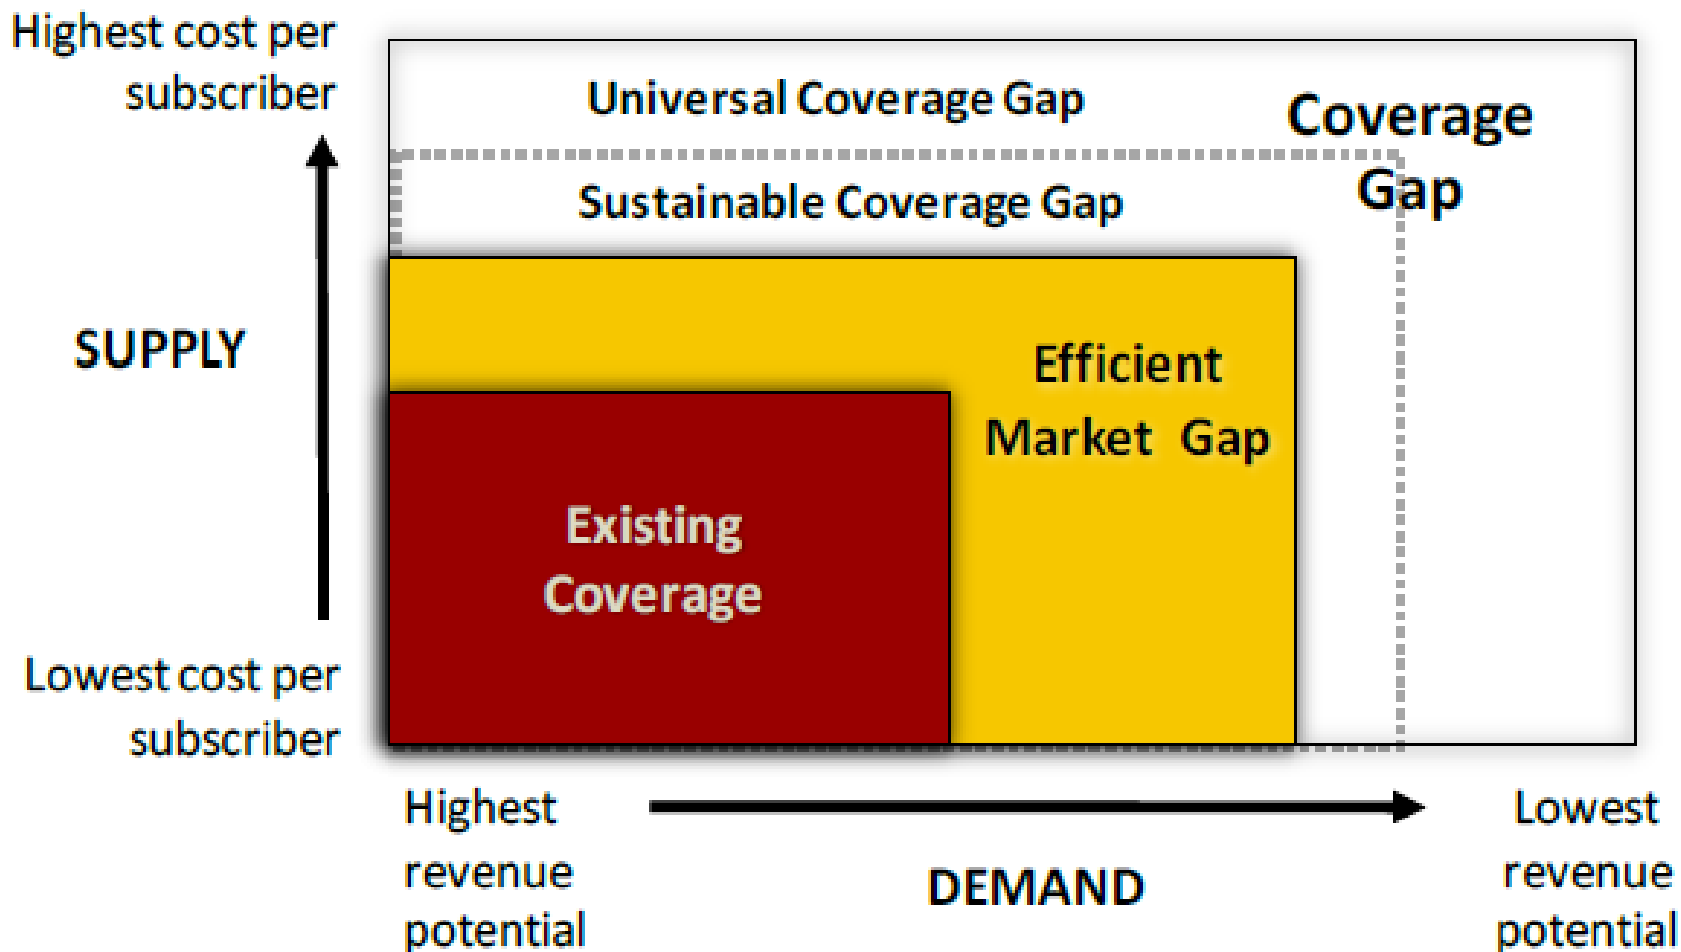 Highest cost per
subscriber
Universal Coverage Gap
Coverage
Gap
Sustainable Coverage Gap
SUPPLY
Efficient
Market Gap
Existing
Coverage
Lowest cost per
subscriber
Highest
revenue
potential
DEMAND
Lowest
revenue
potential